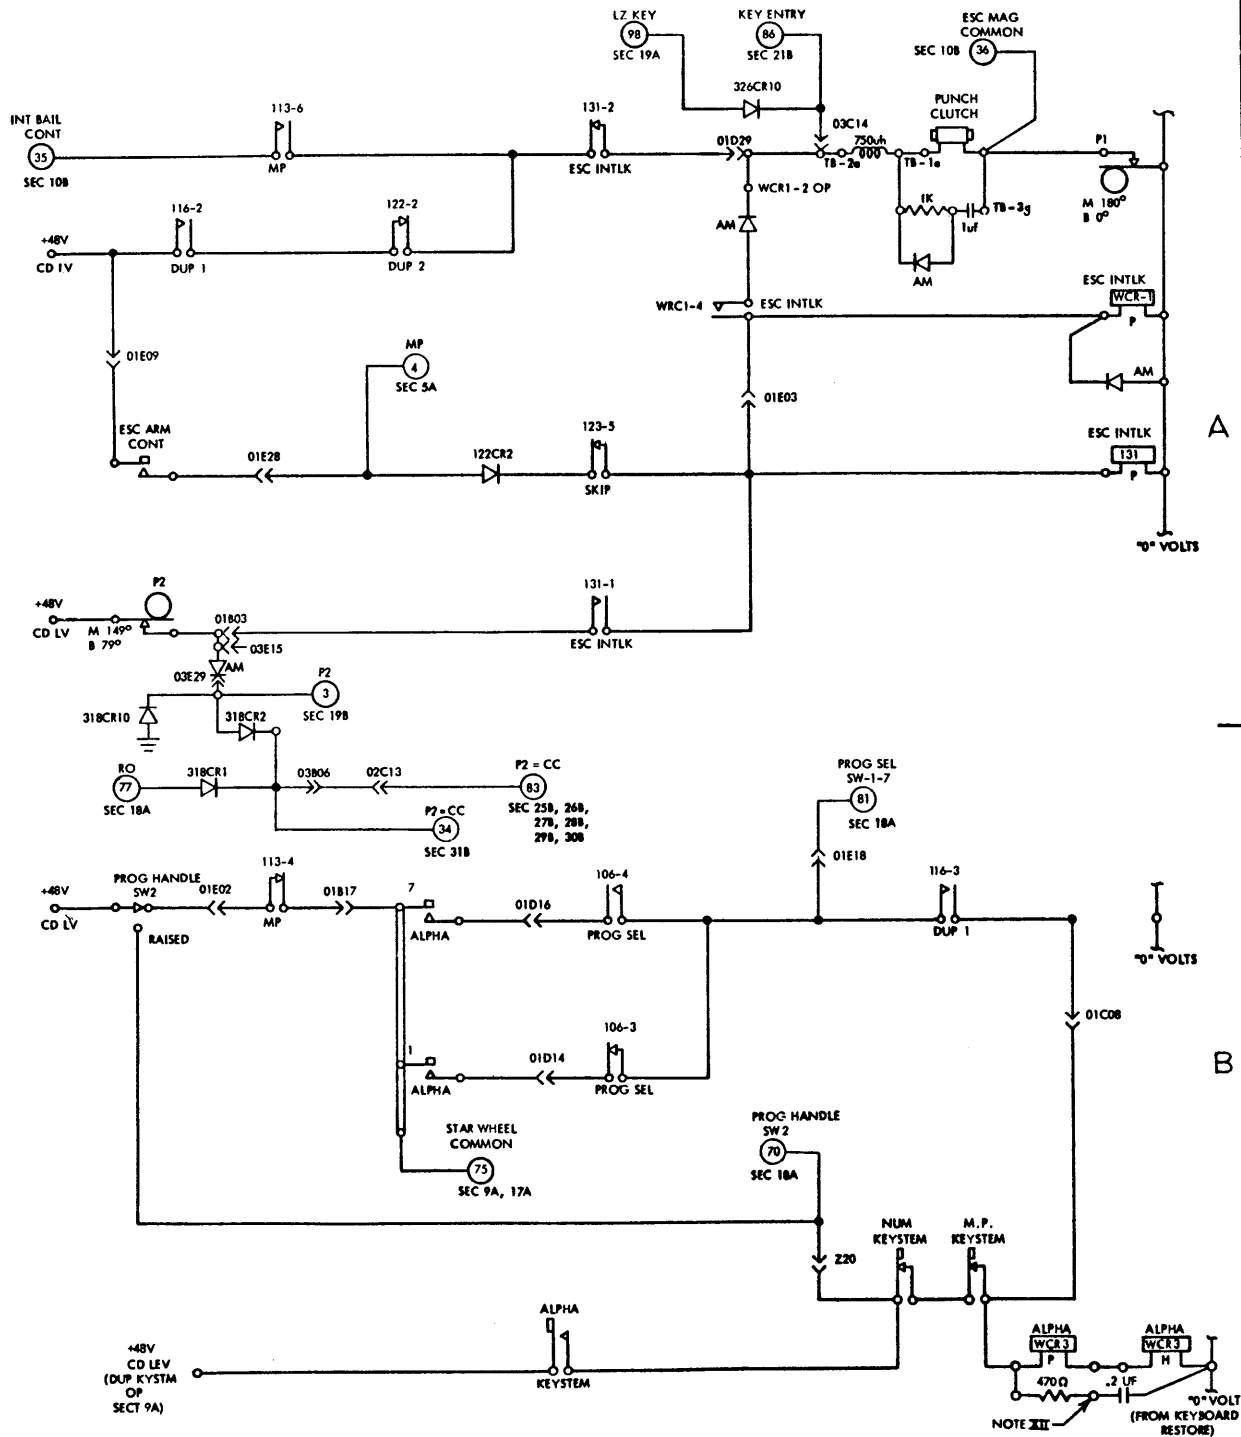 LZ KEY
98
SEC 19A
KEY ENTRY
86
SEC 21B
ESC MAG
COMMON
SEC 10B
36
326CR10
PUNCH
CLUTCH
INT BAIL
CONT
35
SEC 10B
113-6
MP
131-2
ESC INTLK
01D29
03C14
750uh
TB-2a
TB-1a
P1
M 180°
B 0°
WCR1-2 OP
1K
1uf
TB-3g
AM
AM
116-2
DUP 1
122-2
DUP 2
+48V
CD LV
WRC1-4
ESC INTLK
ESC INTLK
WCR-1
P
AM
01E09
MP
4
SEC 5A
01E03
A
ESC ARM
CONT
01E28
122CR2
123-5
SKIP
ESC INTLK
131
P
"0" VOLTS
+48V
CD LV
P2
M 149°
B 79°
01B03
03E15
131-1
ESC INTLK
AM
03E29
P2
3
SEC 19B
318CR10
318CR2
RO
77
SEC 18A
318CR1
03B06
02C13
P2 = CC
83
SEC 25B, 26B,
27B, 28B,
29B, 30B
P2=CC
34
SEC 31B
PROG SEL
SW-1-7
81
SEC 18A
01E18
+48V
CD LV
PROG HANDLE
SW2
RAISED
01E02
113-4
MP
01B17
7
ALPHA
01D16
106-4
PROG SEL
116-3
DUP 1
"0" VOLTS
01C08
1
ALPHA
01D14
106-3
PROG SEL
B
STAR WHEEL
COMMON
75
SEC 9A, 17A
PROG HANDLE
SW2
70
SEC 18A
Z20
NUM
KEYSTEM
M.P.
KEYSTEM
ALPHA
KEYSTEM
+48V
CD LEV
(DUP KYSTM
OP
SECT 9A)
ALPHA
WCR3
P
ALPHA
WCR3
H
470Ω
.2 UF
NOTE XII
"0" VOLT
(FROM KEYBOARD
RESTORE)